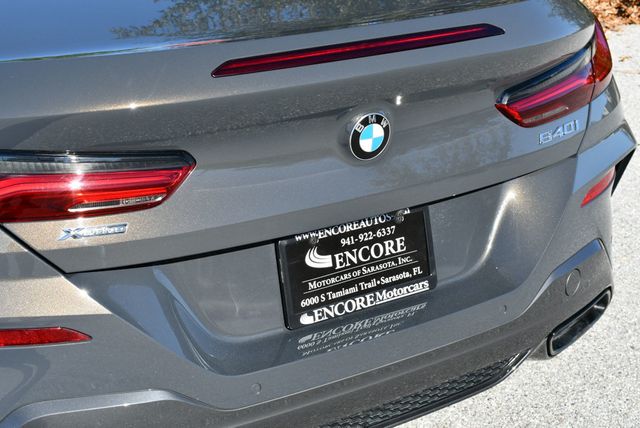 BMW
840i
xDrive
www.ENCOREAUTOS.
941-922-6337
ENCORE
MOTORCARS OF SARASOTA, INC.
6000 S Tamiami Trail • Sarasota, FL
ENCOREMotorcars